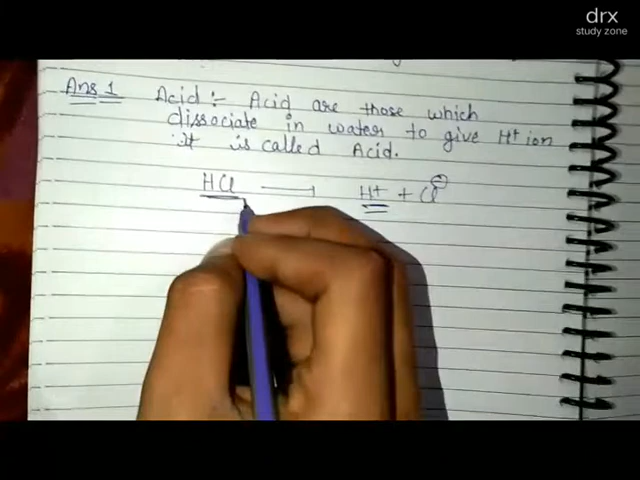 drx
study zone
Ans 1 Acid :- Acid are those which
dissociate in water to give H+ ion
it is called Acid.
HCl ⟶ H+ + Cl⊖